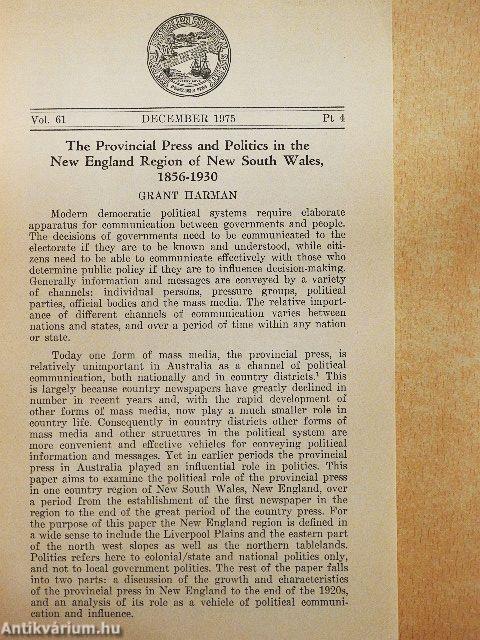 Vol. 61 DECEMBER 1975 Pt 4
The Provincial Press and Politics in the
New England Region of New South Wales,
1856-1930
GRANT HARMAN
Modern democratic political systems require elaborate
apparatus for communication between governments and people.
The decisions of governments need to be communicated to the
electorate if they are to be known and understood, while citi-
zens need to be able to communicate effectively with those who
determine public policy if they are to influence decision-making.
Generally information and messages are conveyed by a variety
of channels: individual persons, pressure groups, political
parties, official bodies and the mass media. The relative import-
ance of different channels of communication varies between
nations and states, and over a period of time within any nation
or state.
Today one form of mass media, the provincial press, is
relatively unimportant in Australia as a channel of political
communication, both nationally and in country districts.¹ This
is largely because country newspapers have greatly declined in
number in recent years and, with the rapid development of
other forms of mass media, now play a much smaller role in
country life. Consequently in country districts other forms of
mass media and other structures in the political system are
more convenient and effective vehicles for conveying political
information and messages. Yet in earlier periods the provincial
press in Australia played an influential role in politics. This
paper aims to examine the political role of the provincial press
in one country region of New South Wales, New England, over
a period from the establishment of the first newspaper in the
region to the end of the great period of the country press. For
the purpose of this paper the New England region is defined in
a wide sense to include the Liverpool Plains and the eastern part
of the north west slopes as well as the northern tablelands.
Politics refers here to colonial/state and national politics only,
and not to local government politics. The rest of the paper falls
into two parts: a discussion of the growth and characteristics
of the provincial press in New England to the end of the 1920s,
and an analysis of its role as a vehicle of political communi-
cation and influence.
Antikvárium.hu